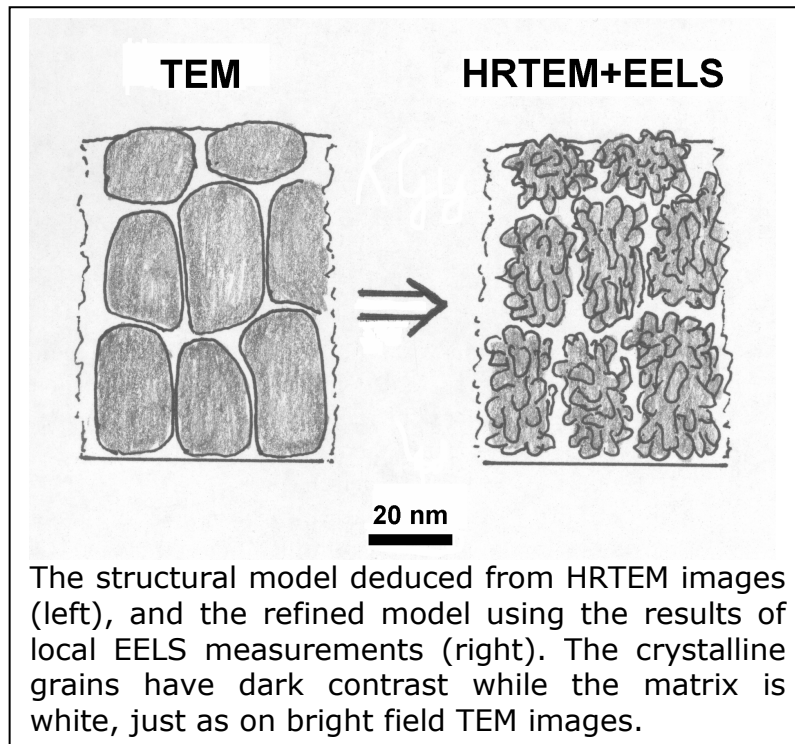 TEM
HRTEM+EELS
20 nm
The structural model deduced from HRTEM images
(left), and the refined model using the results of
local EELS measurements (right). The crystalline
grains have dark contrast while the matrix is
white, just as on bright field TEM images.